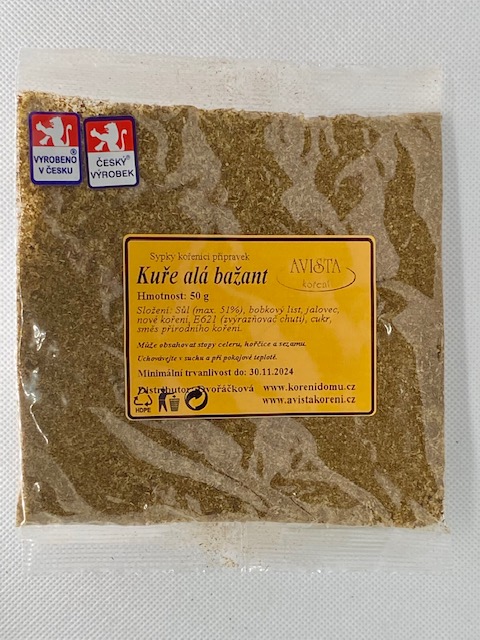 VYROBENO
V ČESKU
®
ČESKÝ®
VÝROBEK
Sypký kořenící přípravek
Kuře alá bažant
AVISTA
koření
Hmotnost: 50 g
Složení: Sůl (max. 51%), bobkový list, jalovec,
nové koření, E621 (zvýrazňovač chuti), cukr,
směs přírodního koření.
Může obsahovat stopy celeru, hořčice a sezamu.
Uchovávejte v suchu a při pokojové teplotě.
Minimální trvanlivost do: 30.11.2024
Distributor: Dvořáčková www.korenidomu.cz
www.avistakoreni.cz
HDPE